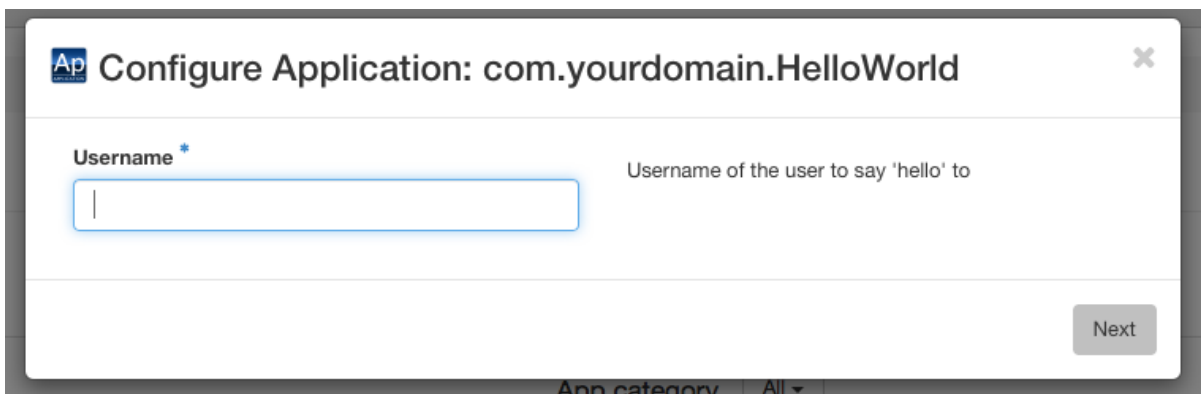 Ap Configure Application: com.yourdomain.HelloWorld
×
Username *
Username of the user to say 'hello' to
Next
App category All